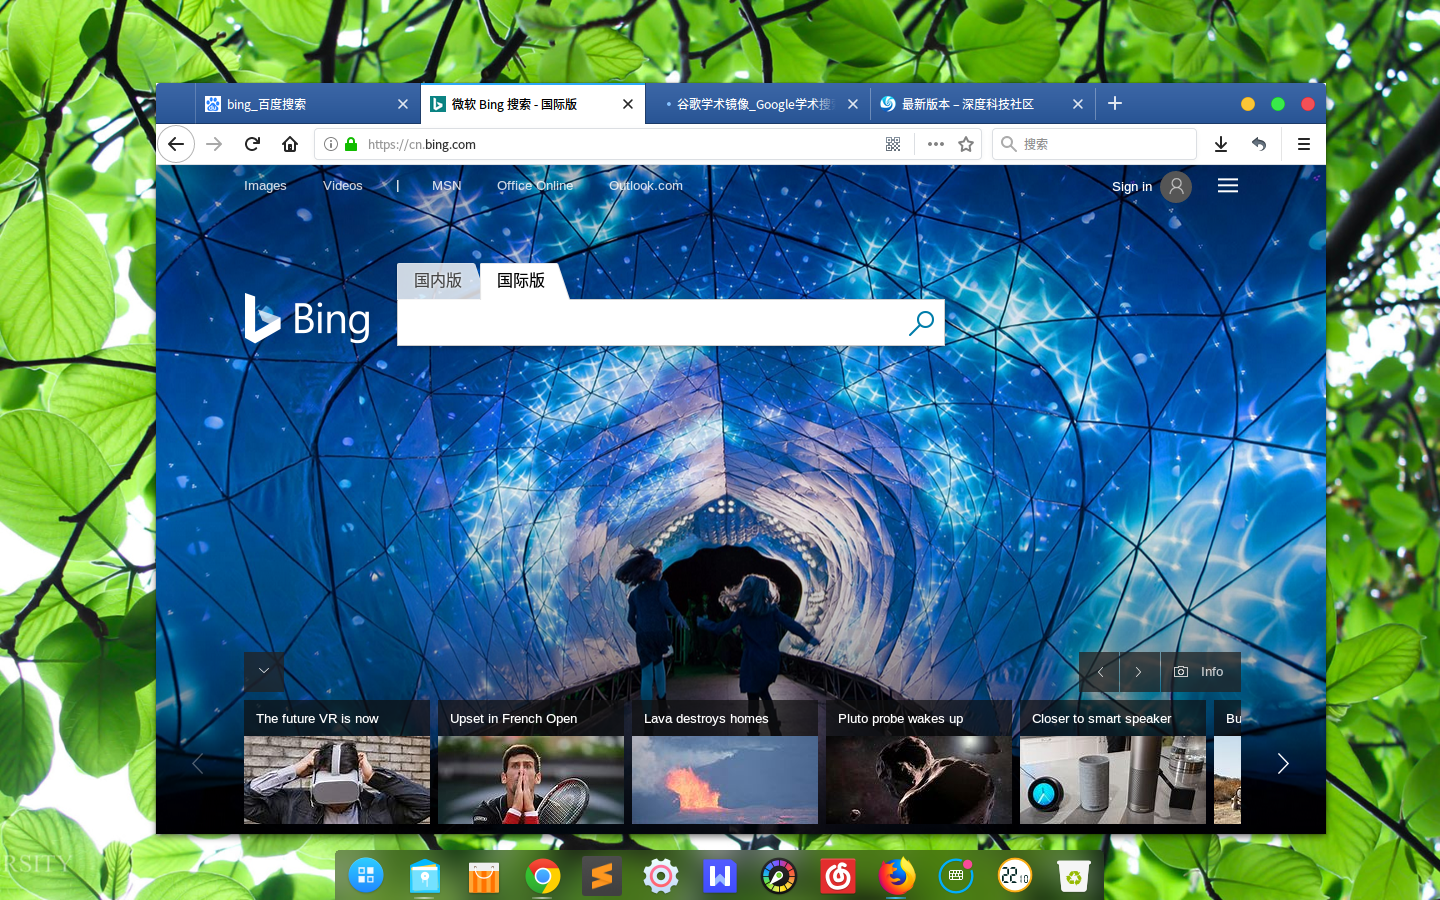 bing_百度搜索
微软 Bing 搜索 - 国际版
谷歌学术镜像_Google学术搜
最新版本 – 深度科技社区
https://cn.bing.com
搜索
Images
Videos
|
MSN
Office Online
Outlook.com
Sign in
国内版
国际版
Bing
Info
The future VR is now
Upset in French Open
Lava destroys homes
Pluto probe wakes up
Closer to smart speaker
Bu
RSITY
22 10